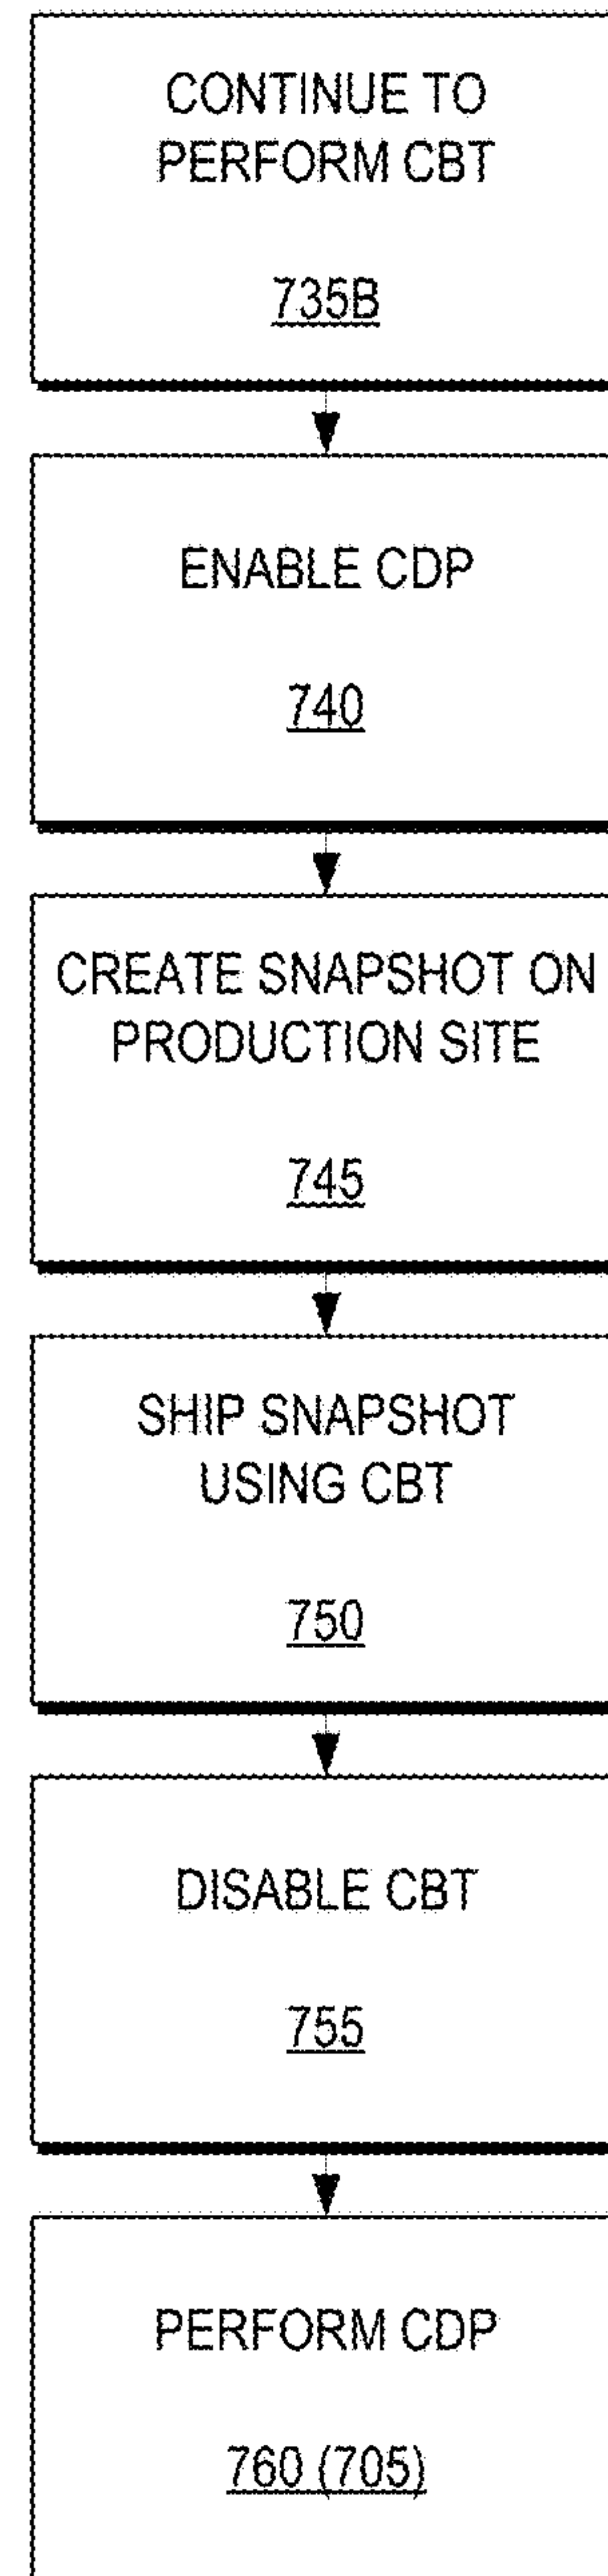 CONTINUE TO
PERFORM CBT
735B
ENABLE CDP
740
CREATE SNAPSHOT ON
PRODUCTION SITE
745
SHIP SNAPSHOT
USING CBT
750
DISABLE CBT
755
PERFORM CDP
760 (705)